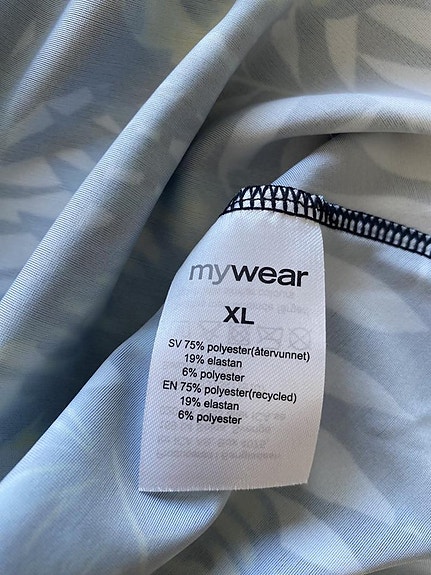 mywear
XL
SV 75% polyester(återvunnet)
19% elastan
6% polyester
EN 75% polyester(recycled)
19% elastan
6% polyester